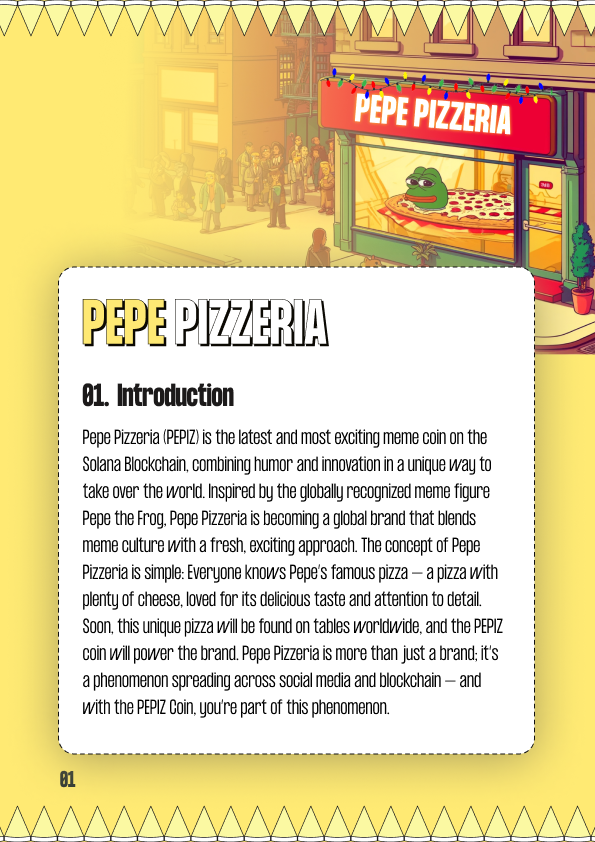 PEPE PIZZERIA
PEPE PIZZERIA
01. Introduction
Pepe Pizzeria (PEPIZ) is the latest and most exciting meme coin on the
Solana Blockchain, combining humor and innovation in a unique way to
take over the world. Inspired by the globally recognized meme figure
Pepe the Frog, Pepe Pizzeria is becoming a global brand that blends
meme culture with a fresh, exciting approach. The concept of Pepe
Pizzeria is simple: Everyone knows Pepe's famous pizza — a pizza with
plenty of cheese, loved for its delicious taste and attention to detail.
Soon, this unique pizza will be found on tables worldwide, and the PEPIZ
coin will power the brand. Pepe Pizzeria is more than just a brand; it's
a phenomenon spreading across social media and blockchain — and
with the PEPIZ Coin, you're part of this phenomenon.
01